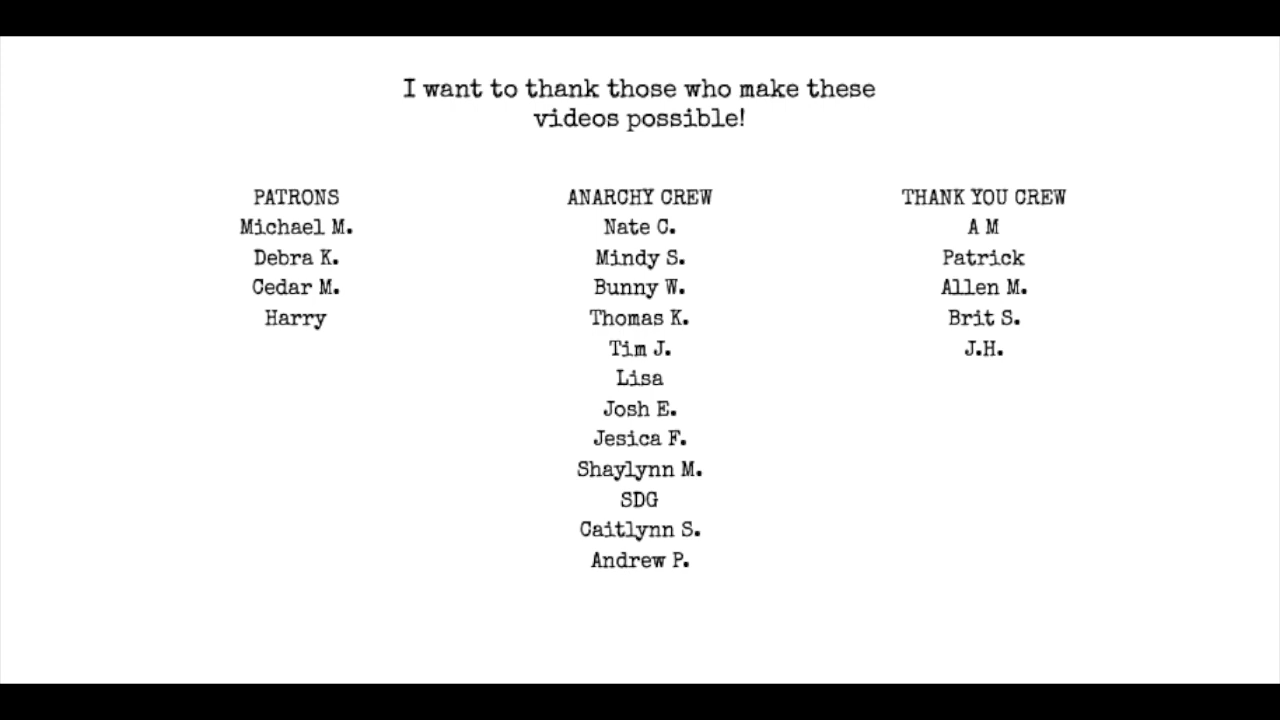 I want to thank those who make these
videos possible!
PATRONS
Michael M.
Debra K.
Cedar M.
Harry
ANARCHY CREW
Nate C.
Mindy S.
Bunny W.
Thomas K.
Tim J.
Lisa
Josh E.
Jesica F.
Shaylynn M.
SDG
Caitlynn S.
Andrew P.
THANK YOU CREW
A M
Patrick
Allen M.
Brit S.
J.H.